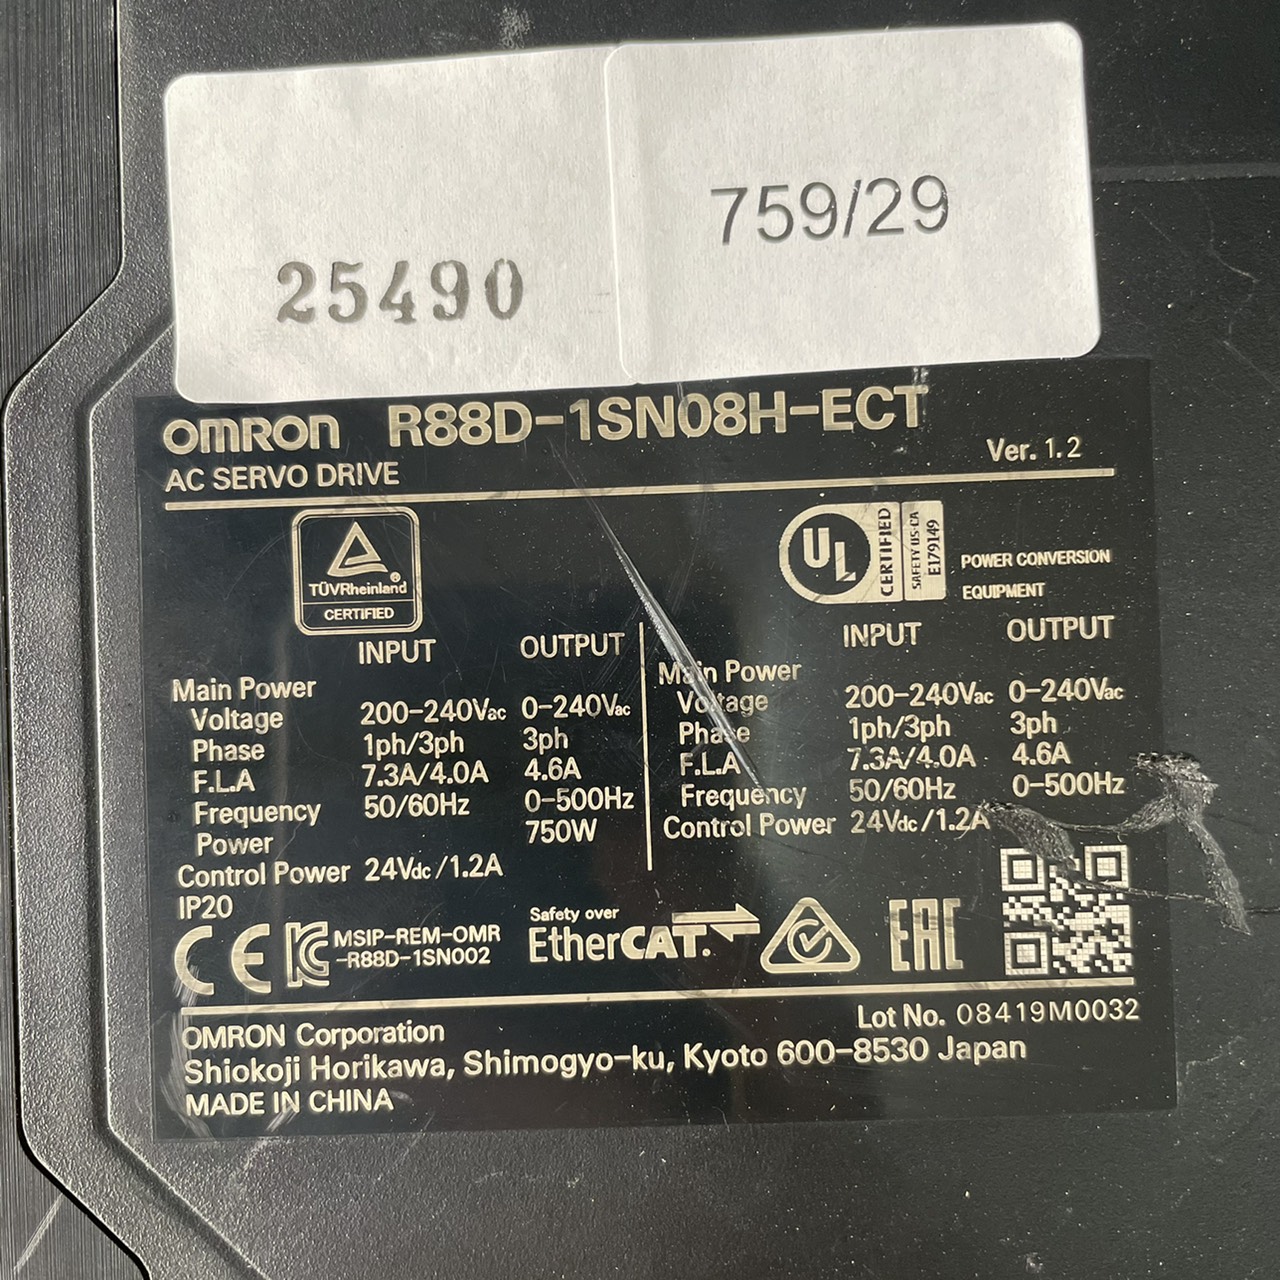 25490
759/29
OMRON R88D-1SN08H-ECT
AC SERVO DRIVE
Ver. 1.2
TÜVRheinland®
CERTIFIED
UL
CERTIFIED
SAFETY US-CA
E179149
POWER CONVERSION
EQUIPMENT
INPUT OUTPUT
Main Power
Voltage 200-240Vac 0-240Vac
Phase 1ph/3ph 3ph
F.L.A 7.3A/4.0A 4.6A
Frequency 50/60Hz 0-500Hz
Power 750W
Control Power 24Vdc/1.2A
IP20
INPUT OUTPUT
Main Power
Voltage 200-240Vac 0-240Vac
Phase 1ph/3ph 3ph
F.L.A 7.3A/4.0A 4.6A
Frequency 50/60Hz 0-500Hz
Control Power 24Vdc/1.2A
CE
MSIP-REM-OMR
-R88D-1SN002
Safety over
EtherCAT.
EAC
Lot No. 08419M0032
OMRON Corporation
Shiokoji Horikawa, Shimogyo-ku, Kyoto 600-8530 Japan
MADE IN CHINA